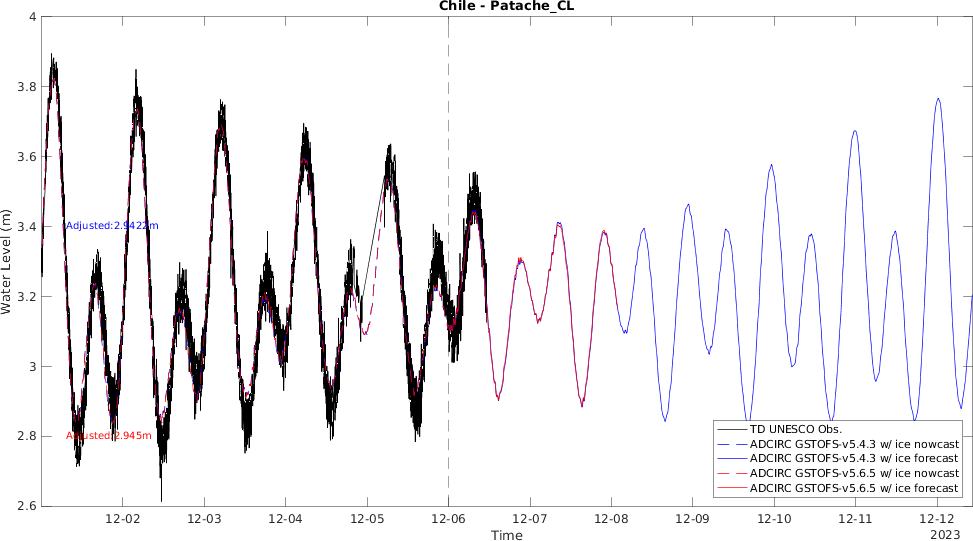 Chile - Patache_CL
4
3.8
3.6
3.4
3.2
3
2.8
2.6
Water Level (m)
Adjusted:2.9422m
Adjusted:2.945m
TD UNESCO Obs.
ADCIRC GSTOFS-v5.4.3 w/ ice nowcast
ADCIRC GSTOFS-v5.4.3 w/ ice forecast
ADCIRC GSTOFS-v5.6.5 w/ ice nowcast
ADCIRC GSTOFS-v5.6.5 w/ ice forecast
12-02 12-03 12-04 12-05 12-06 12-07 12-08 12-09 12-10 12-11 12-12
Time
2023